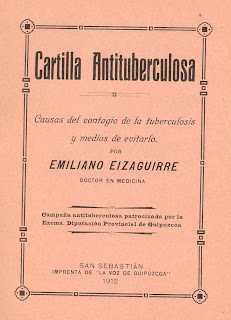 Cartilla Antituberculosa
Causas del contagio de la tuberculosis
y medios de evitarlo.
POR
EMILIANO EIZAGUIRRE
DOCTOR EN MEDICINA
Campaña antituberculosa patrocinada por la
Excma. Diputación Provincial de Guipúzcoa
SAN SEBASTIÁN
IMPRENTA DE "LA VOZ DE GUIPÚZCOA"
1912